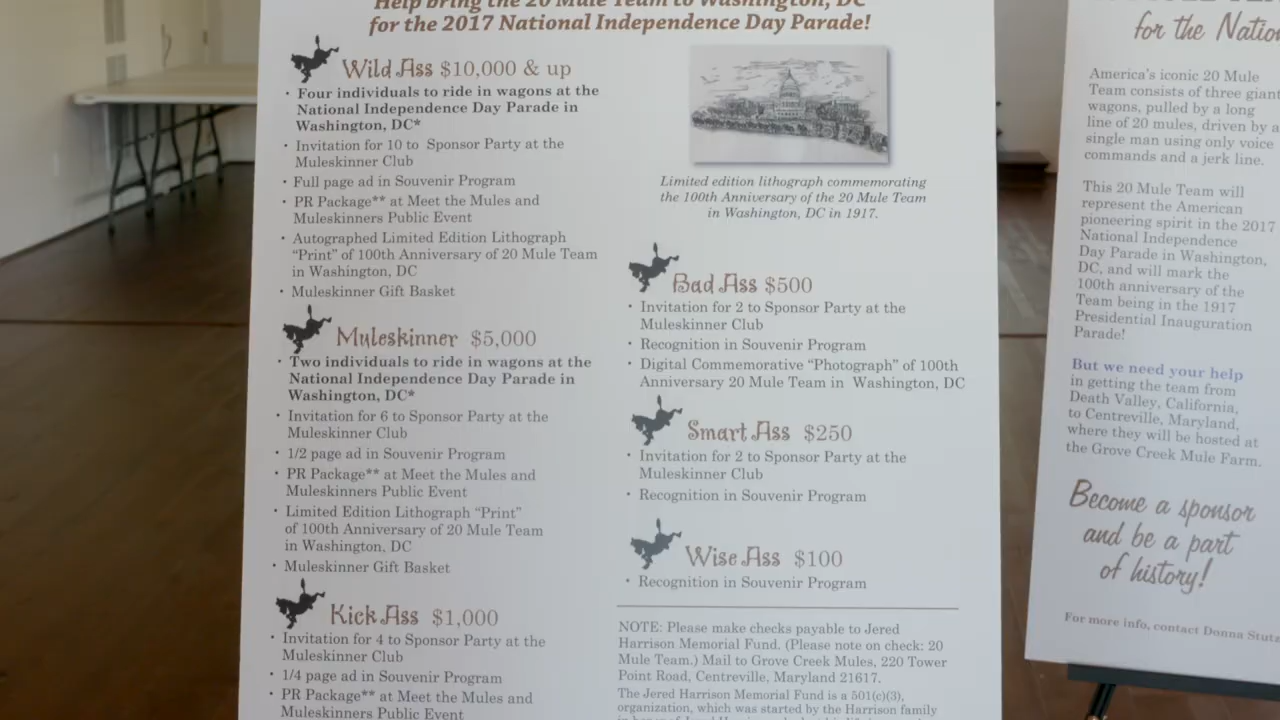 Help bring the 20 Mule Team to Washington, DC
for the 2017 National Independence Day Parade!
Wild Ass $10,000 & up
• Four individuals to ride in wagons at the
National Independence Day Parade in
Washington, DC*
• Invitation for 10 to Sponsor Party at the
Muleskinner Club
• Full page ad in Souvenir Program
• PR Package** at Meet the Mules and
Muleskinners Public Event
• Autographed Limited Edition Lithograph
“Print” of 100th Anniversary of 20 Mule Team
in Washington, DC
• Muleskinner Gift Basket
Muleskinner $5,000
• Two individuals to ride in wagons at the
National Independence Day Parade in
Washington, DC*
• Invitation for 6 to Sponsor Party at the
Muleskinner Club
• 1/2 page ad in Souvenir Program
• PR Package** at Meet the Mules and
Muleskinners Public Event
• Limited Edition Lithograph “Print”
of 100th Anniversary of 20 Mule Team
in Washington, DC
• Muleskinner Gift Basket
Kick Ass $1,000
• Invitation for 4 to Sponsor Party at the
Muleskinner Club
• 1/4 page ad in Souvenir Program
• PR Package** at Meet the Mules and
Muleskinners Public Event
Limited edition lithograph commemorating
the 100th Anniversary of the 20 Mule Team
in Washington, DC in 1917.
Bad Ass $500
• Invitation for 2 to Sponsor Party at the
Muleskinner Club
• Recognition in Souvenir Program
• Digital Commemorative “Photograph” of 100th
Anniversary 20 Mule Team in Washington, DC
Smart Ass $250
• Invitation for 2 to Sponsor Party at the
Muleskinner Club
• Recognition in Souvenir Program
Wise Ass $100
• Recognition in Souvenir Program
NOTE: Please make checks payable to Jered
Harrison Memorial Fund. (Please note on check: 20
Mule Team.) Mail to Grove Creek Mules, 220 Tower
Point Road, Centreville, Maryland 21617.
The Jered Harrison Memorial Fund is a 501(c)(3),
organization, which was started by the Harrison family
for the Natio
America's iconic 20 Mule
Team consists of three giant
wagons, pulled by a long
line of 20 mules, driven by a
single man using only voice
commands and a jerk line.
This 20 Mule Team will
represent the American
pioneering spirit in the 2017
National Independence
Day Parade in Washington,
DC, and will mark the
100th anniversary of the
Team being in the 1917
Presidential Inauguration
Parade!
But we need your help
in getting the team from
Death Valley, California,
to Centreville, Maryland,
where they will be hosted at
the Grove Creek Mule Farm.
Become a sponsor
and be a part
of history!
For more info, contact Donna Stutz